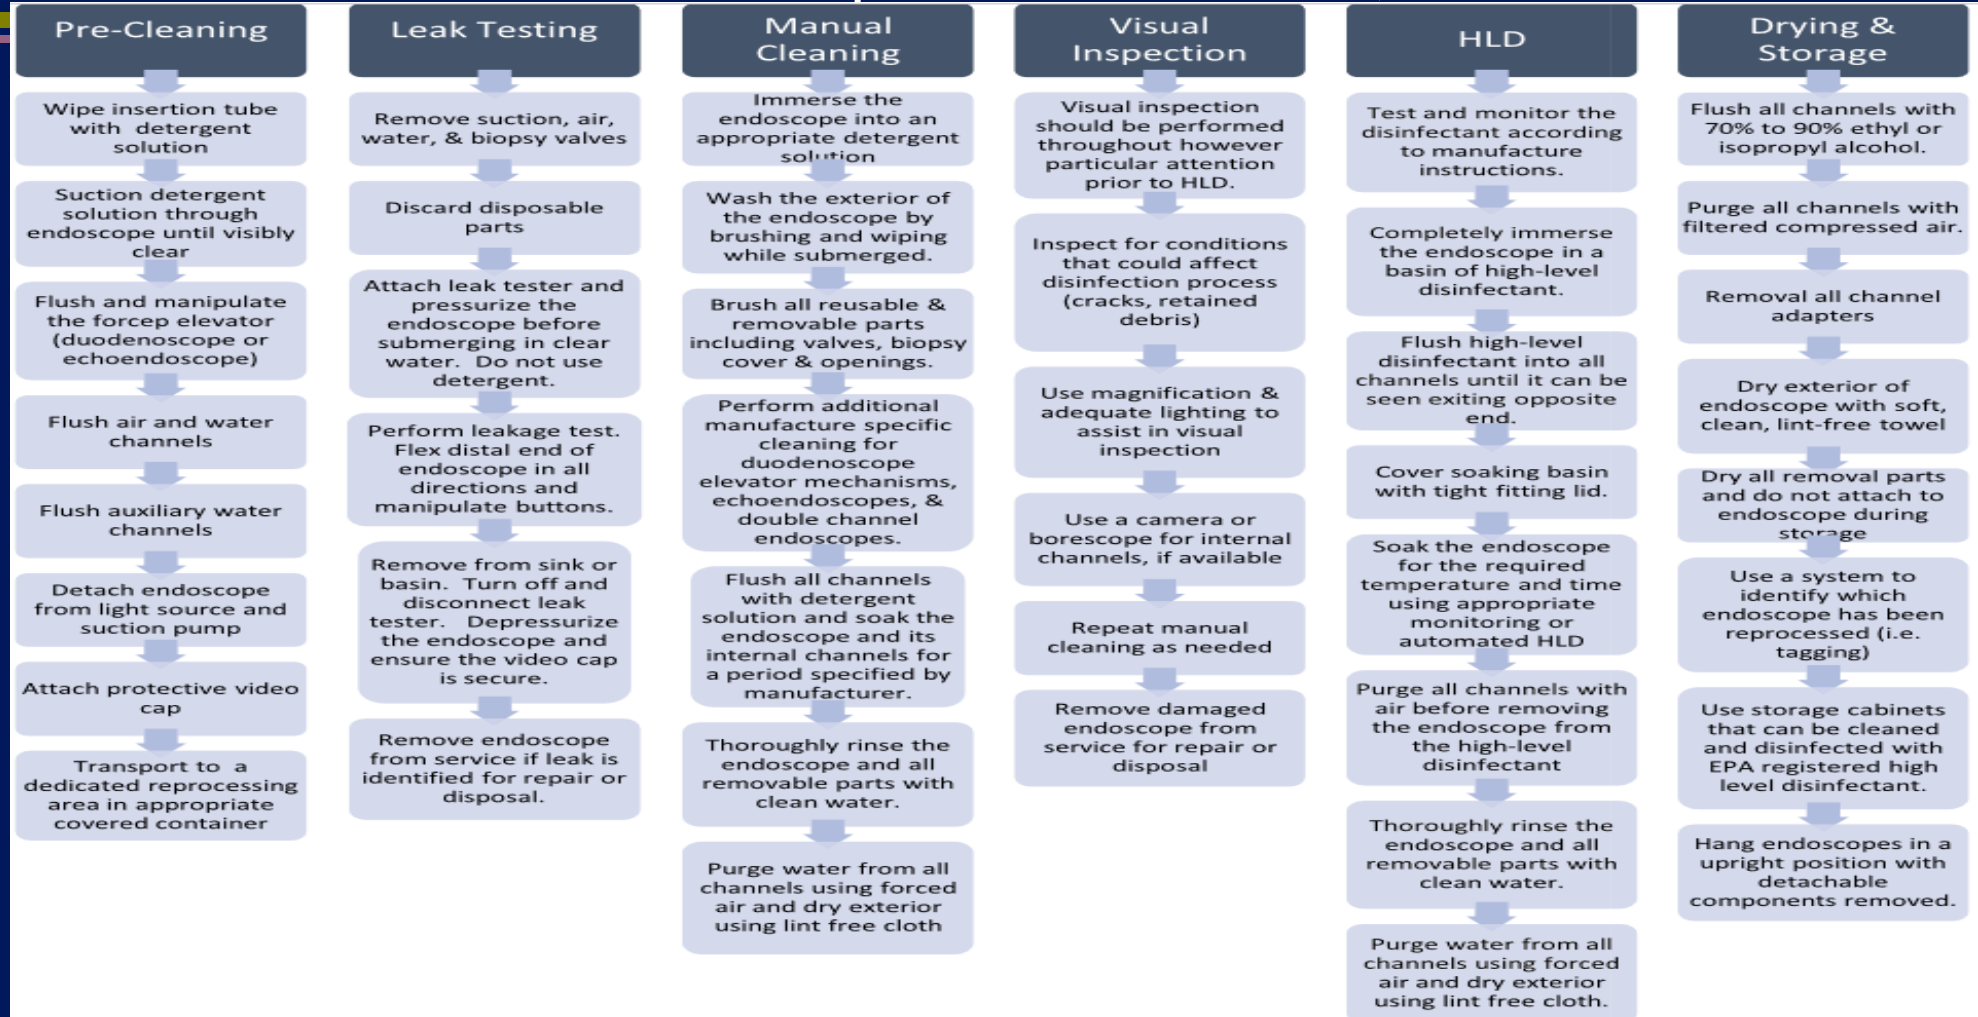 Pre-Cleaning
Wipe insertion tube
with detergent
solution
Suction detergent
solution through
endoscope until visibly
clear
Flush and manipulate
the forcep elevator
(duodenoscope or
echoendoscope)
Flush air and water
channels
Flush auxiliary water
channels
Detach endoscope
from light source and
suction pump
Attach protective video
cap
Transport to a
dedicated reprocessing
area in appropriate
covered container
Leak Testing
Remove suction, air,
water, & biopsy valves
Discard disposable
parts
Attach leak tester and
pressurize the
endoscope before
submerging in clear
water. Do not use
detergent.
Perform leakage test.
Flex distal end of
endoscope in all
directions and
manipulate buttons.
Remove from sink or
basin. Turn off and
disconnect leak
tester. Depressurize
the endoscope and
ensure the video cap
is secure.
Remove endoscope
from service if leak is
identified for repair or
disposal.
Manual
Cleaning
Immerse the
endoscope into an
appropriate detergent
solution
Wash the exterior of
the endoscope by
brushing and wiping
while submerged.
Brush all reusable &
removable parts
including valves, biopsy
cover & openings.
Perform additional
manufacture specific
cleaning for
duodenoscope
elevator mechanisms,
echoendoscopes, &
double channel
endoscopes.
Flush all channels
with detergent
solution and soak the
endoscope and its
internal channels for
a period specified by
manufacturer.
Thoroughly rinse the
endoscope and all
removable parts with
clean water.
Purge water from all
channels using forced
air and dry exterior
using lint free cloth
Visual
Inspection
Visual inspection
should be performed
throughout however
particular attention
prior to HLD.
Inspect for conditions
that could affect
disinfection process
(cracks, retained
debris)
Use magnification &
adequate lighting to
assist in visual
inspection
Use a camera or
borescope for internal
channels, if available
Repeat manual
cleaning as needed
Remove damaged
endoscope from
service for repair or
disposal
HLD
Test and monitor the
disinfectant according
to manufacture
instructions.
Completely immerse
the endoscope in a
basin of high-level
disinfectant.
Flush high-level
disinfectant into all
channels until it can be
seen exiting opposite
end.
Cover soaking basin
with tight fitting lid.
Soak the endoscope
for the required
temperature and time
using appropriate
monitoring or
automated HLD
Purge all channels with
air before removing
the endoscope from
the high-level
disinfectant
Thoroughly rinse the
endoscope and all
removable parts with
clean water.
Purge water from all
channels using forced
air and dry exterior
using lint free cloth.
Drying &
Storage
Flush all channels with
70% to 90% ethyl or
isopropyl alcohol.
Purge all channels with
filtered compressed air.
Removal all channel
adapters
Dry exterior of
endoscope with soft,
clean, lint-free towel
Dry all removal parts
and do not attach to
endoscope during
storage
Use a system to
identify which
endoscope has been
reprocessed (i.e.
tagging)
Use storage cabinets
that can be cleaned
and disinfected with
EPA registered high
level disinfectant.
Hang endoscopes in a
upright position with
detachable
components removed.